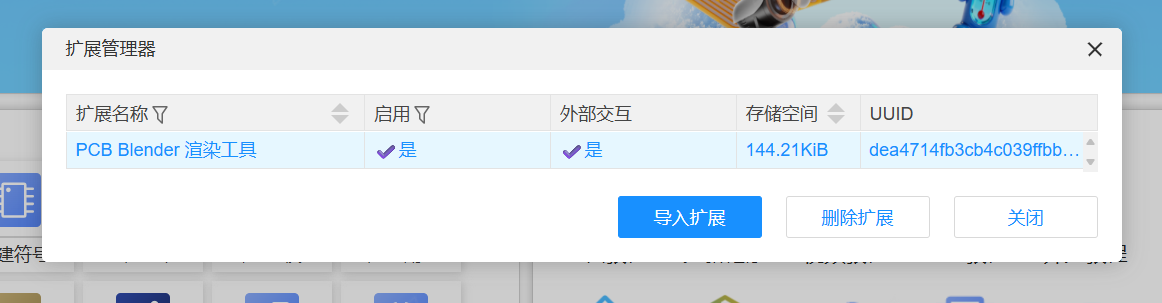 扩展管理器
扩展名称 启用 外部交互 存储空间 UUID
PCB Blender 渲染工具 是 是 144.21KiB dea4714fb3cb4c039ffbb…
导入扩展 删除扩展 关闭
建符号